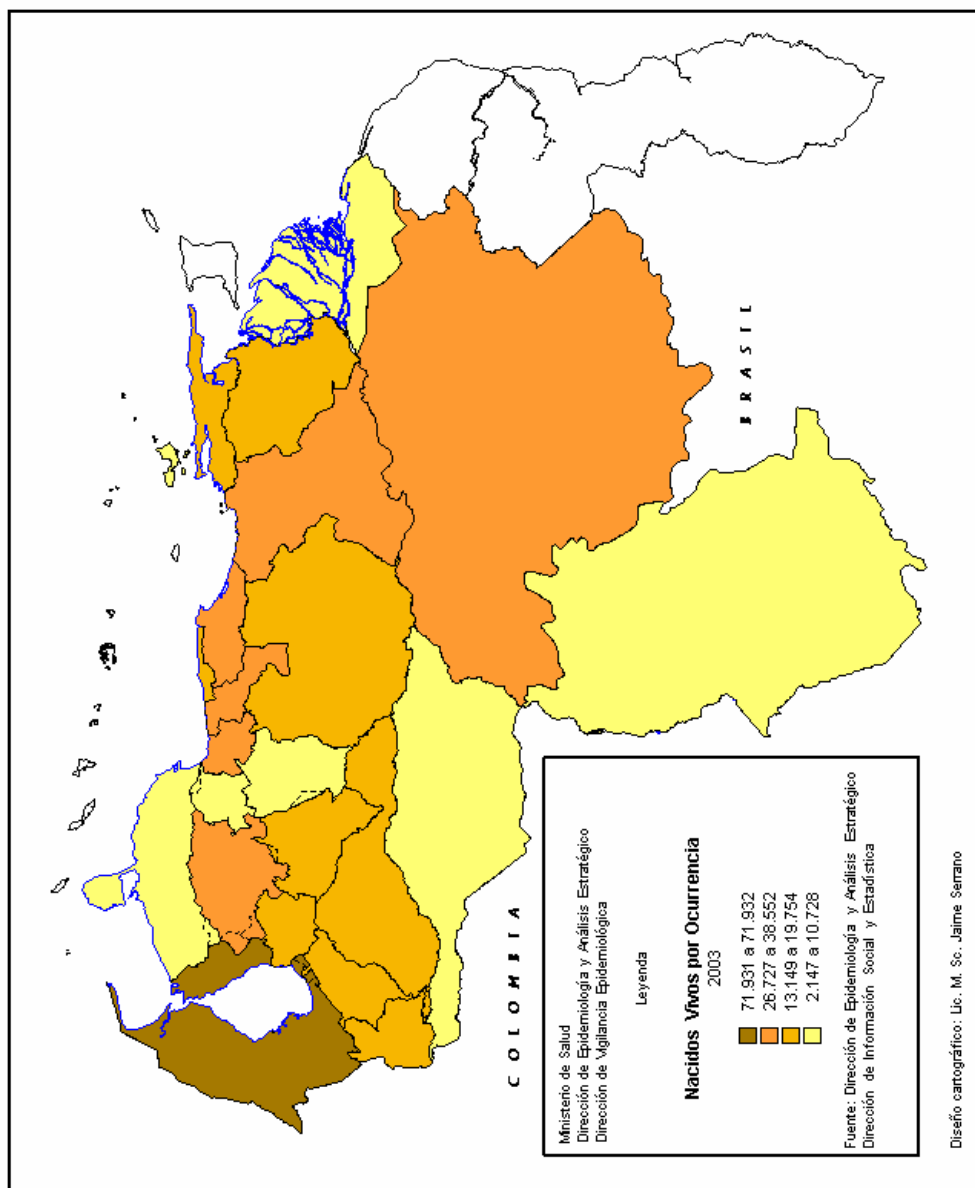 BRASIL
COLOMBIA
Ministerio de Salud
Dirección de Epidemiología y Análisis Estratégico
Dirección de Vigilancia Epidemiológica
Leyenda
Nacidos Vivos por Ocurrencia
2003
71.931 a 71.932
26.727 a 38.552
13.149 a 19.754
2.147 a 10.728
Fuente: Dirección de Epidemiología y Análisis Estratégico
Dirección de Información Social y Estadística
Diseño cartográfico: Lic. M. Sc. Jaime Serrano